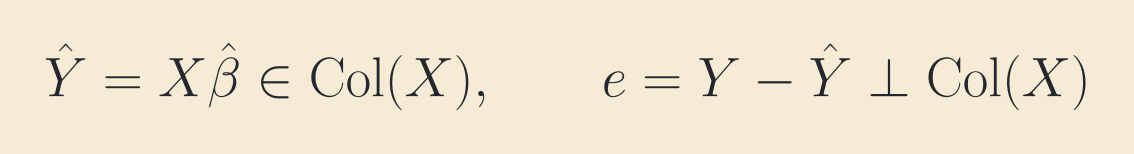 Ŷ = Xβ̂ ∈ Col(X), e = Y − Ŷ ⊥ Col(X)